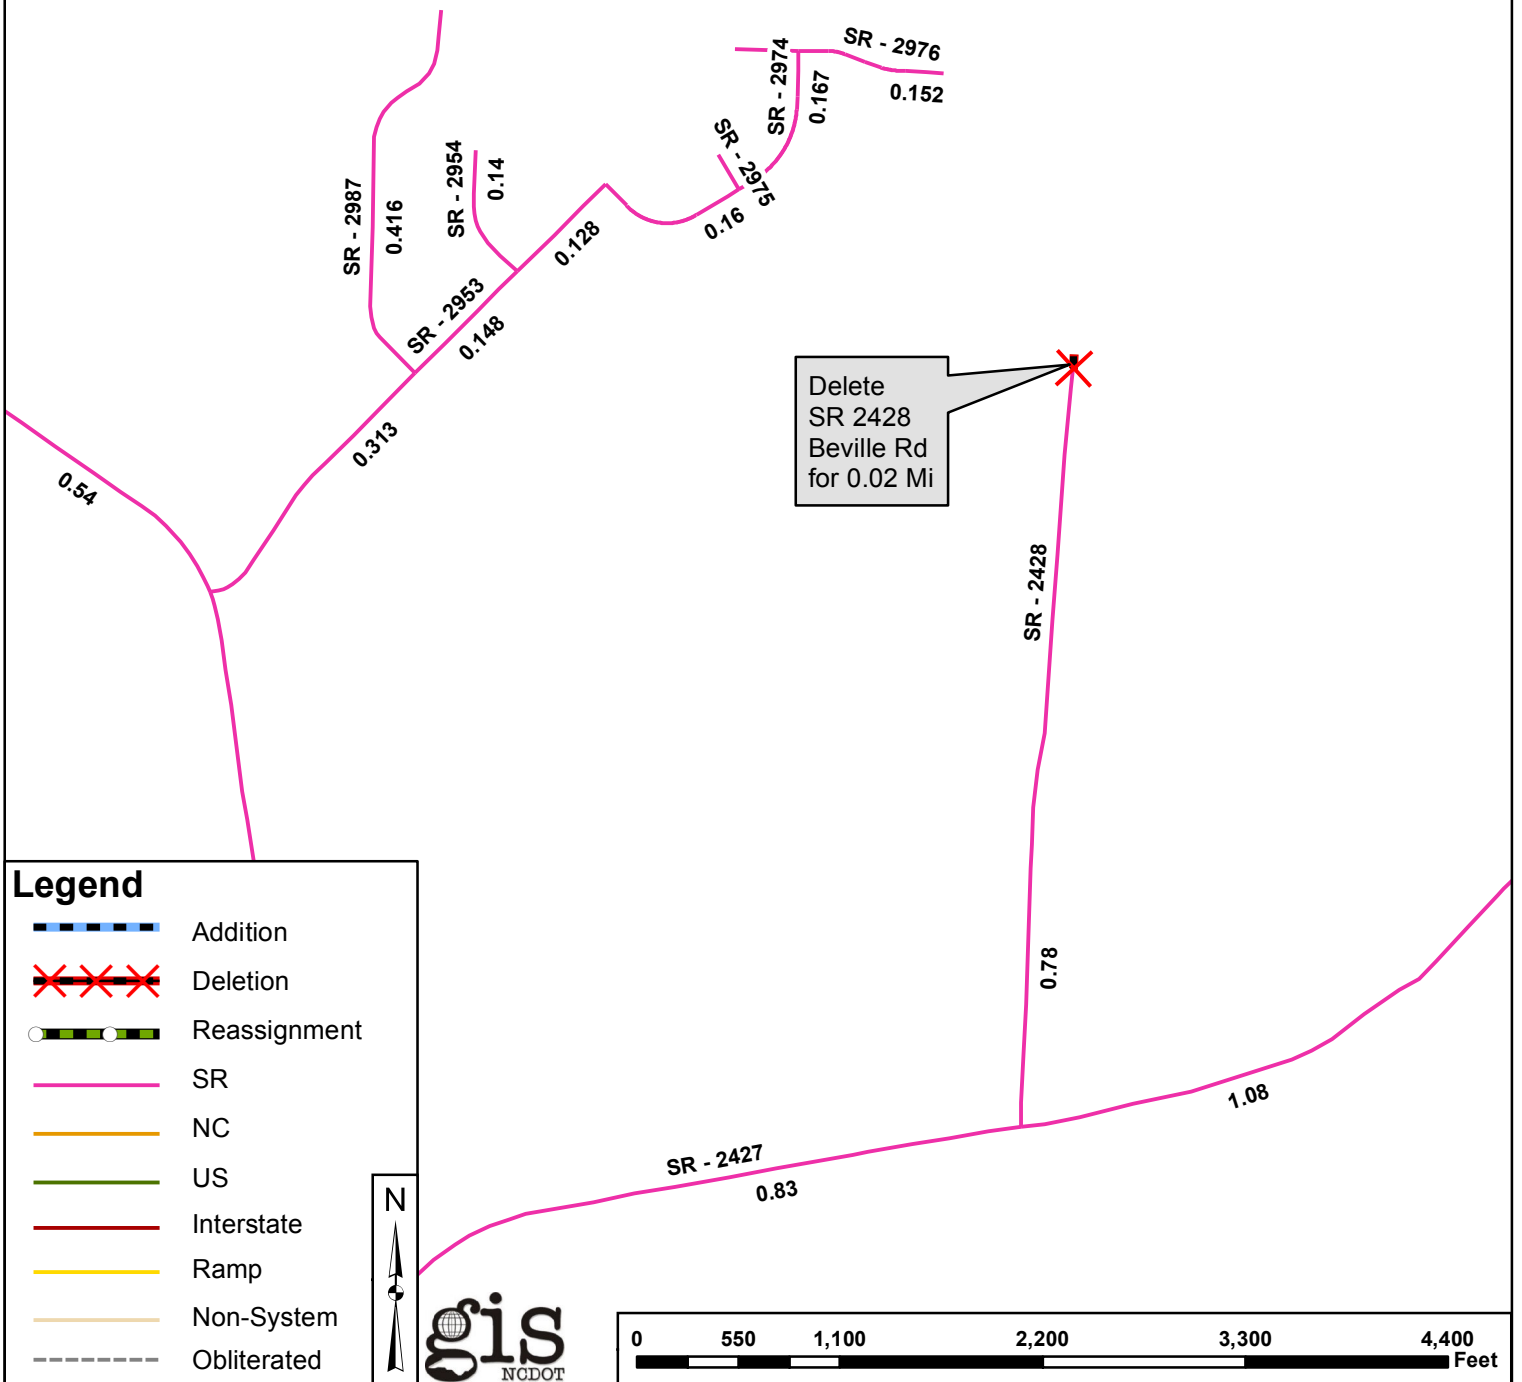 SR - 2976
0.152
SR - 2974
0.167
SR - 2975
0.16
SR - 2954
0.14
SR - 2987
0.416
0.128
SR - 2953
0.148
0.313
0.54
Delete
SR 2428
Beville Rd
for 0.02 Mi
SR - 2428
0.78
1.08
SR - 2427
0.83
Legend
Addition
Deletion
Reassignment
SR
NC
US
Interstate
Ramp
Non-System
Obliterated
N
gis
NCDOT
0 550 1,100 2,200 3,300 4,400
Feet